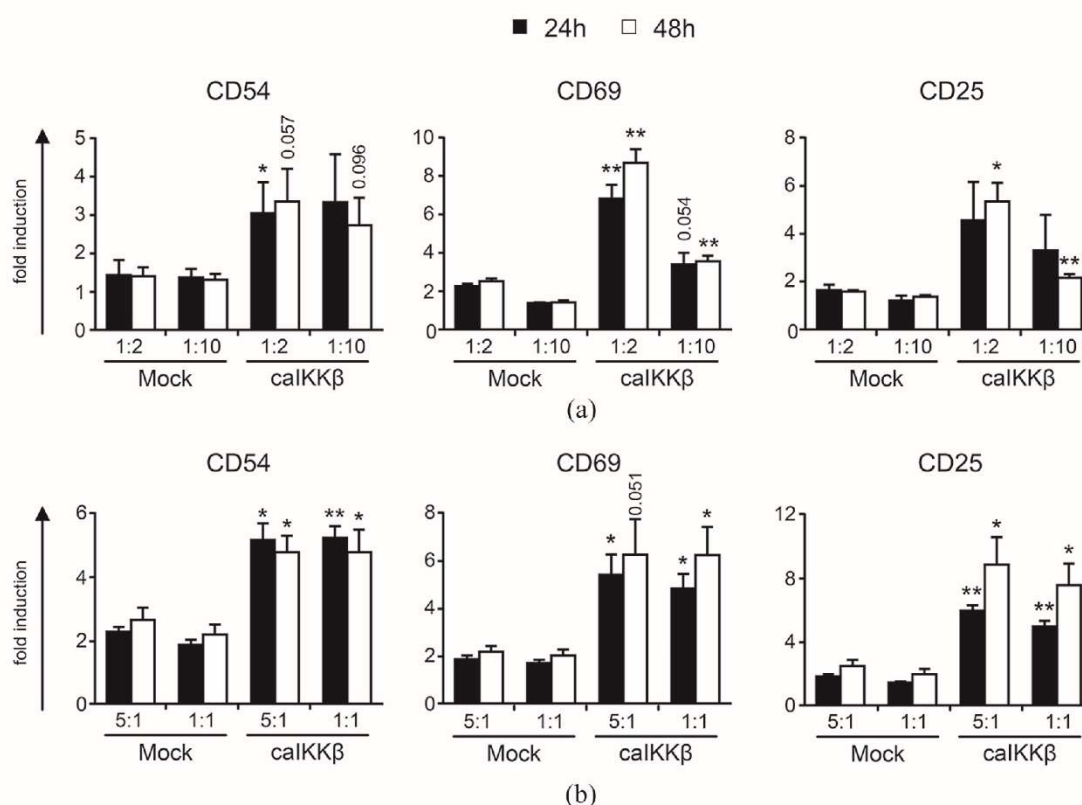 24h 48h
CD54 CD69 CD25
fold induction
5
4
3
2
1
0
* 0.057 0.096
1:2 1:10 1:2 1:10
Mock caIKKβ
10
8
6
4
2
0
** ** 0.054 **
1:2 1:10 1:2 1:10
Mock caIKKβ
8
6
4
2
0
* **
1:2 1:10 1:2 1:10
Mock caIKKβ
(a)
CD54 CD69 CD25
fold induction
6
4
2
0
* * ** *
5:1 1:1 5:1 1:1
Mock caIKKβ
8
6
4
2
0
* 0.051 * *
5:1 1:1 5:1 1:1
Mock caIKKβ
12
8
4
0
** * ** *
5:1 1:1 5:1 1:1
Mock caIKKβ
(b)